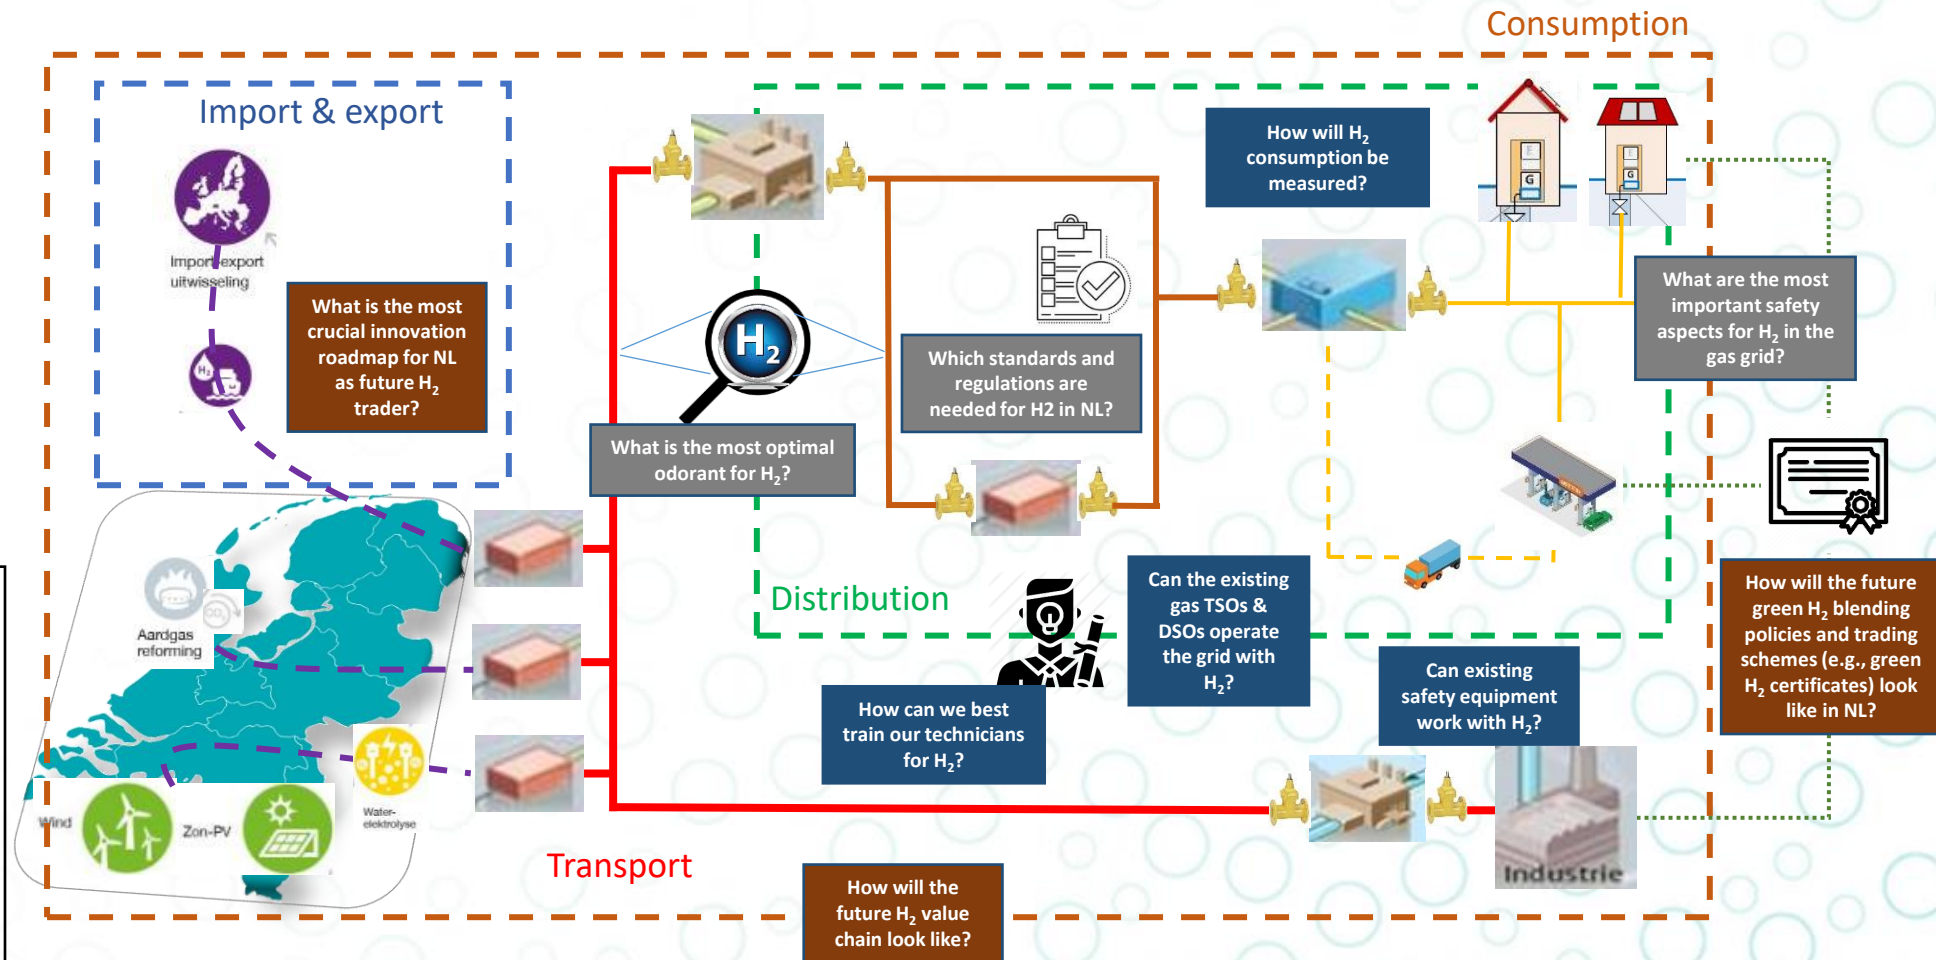 Consumption
Import & export
Import-export
uitwisseling
What is the most
crucial innovation
roadmap for NL
as future H₂
trader?
H₂
How will H₂
consumption be
measured?
E
G
E
G
What are the most
important safety
aspects for H₂ in the
gas grid?
H₂
Which standards and
regulations are
needed for H2 in NL?
What is the most optimal
odorant for H₂?
Distribution
Can the existing
gas TSOs &
DSOs operate
the grid with
H₂?
How can we best
train our technicians
for H₂?
Can existing
safety equipment
work with H₂?
How will the future
green H₂ blending
policies and trading
schemes (e.g., green
H₂ certificates) look
like in NL?
Aardgas
reforming
CO₂
Wind
Zon-PV
Water-
elektrolyse
Transport
Industrie
How will the
future H₂ value
chain look like?